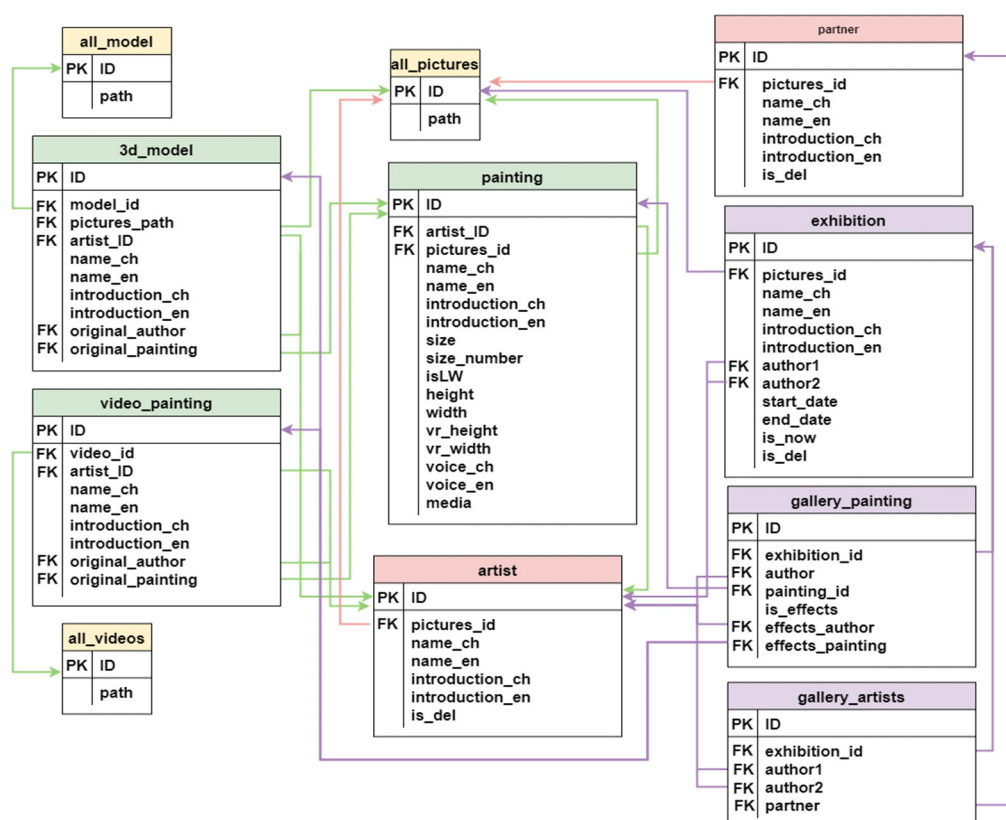 all_model
PK ID
path
all_pictures
PK ID
path
partner
PK ID
FK pictures_id
name_ch
name_en
introduction_ch
introduction_en
is_del
3d_model
PK ID
FK model_id
FK pictures_path
FK artist_ID
name_ch
name_en
introduction_ch
introduction_en
FK original_author
FK original_painting
painting
PK ID
FK artist_ID
FK pictures_id
name_ch
name_en
introduction_ch
introduction_en
size
size_number
isLW
height
width
vr_height
vr_width
voice_ch
voice_en
media
exhibition
PK ID
FK pictures_id
name_ch
name_en
introduction_ch
introduction_en
FK author1
FK author2
start_date
end_date
is_now
is_del
video_painting
PK ID
FK video_id
FK artist_ID
name_ch
name_en
introduction_ch
introduction_en
FK original_author
FK original_painting
artist
PK ID
FK pictures_id
name_ch
name_en
introduction_ch
introduction_en
is_del
gallery_painting
PK ID
FK exhibition_id
FK author
FK painting_id
is_effects
FK effects_author
FK effects_painting
all_videos
PK ID
path
gallery_artists
PK ID
FK exhibition_id
FK author1
FK author2
FK partner